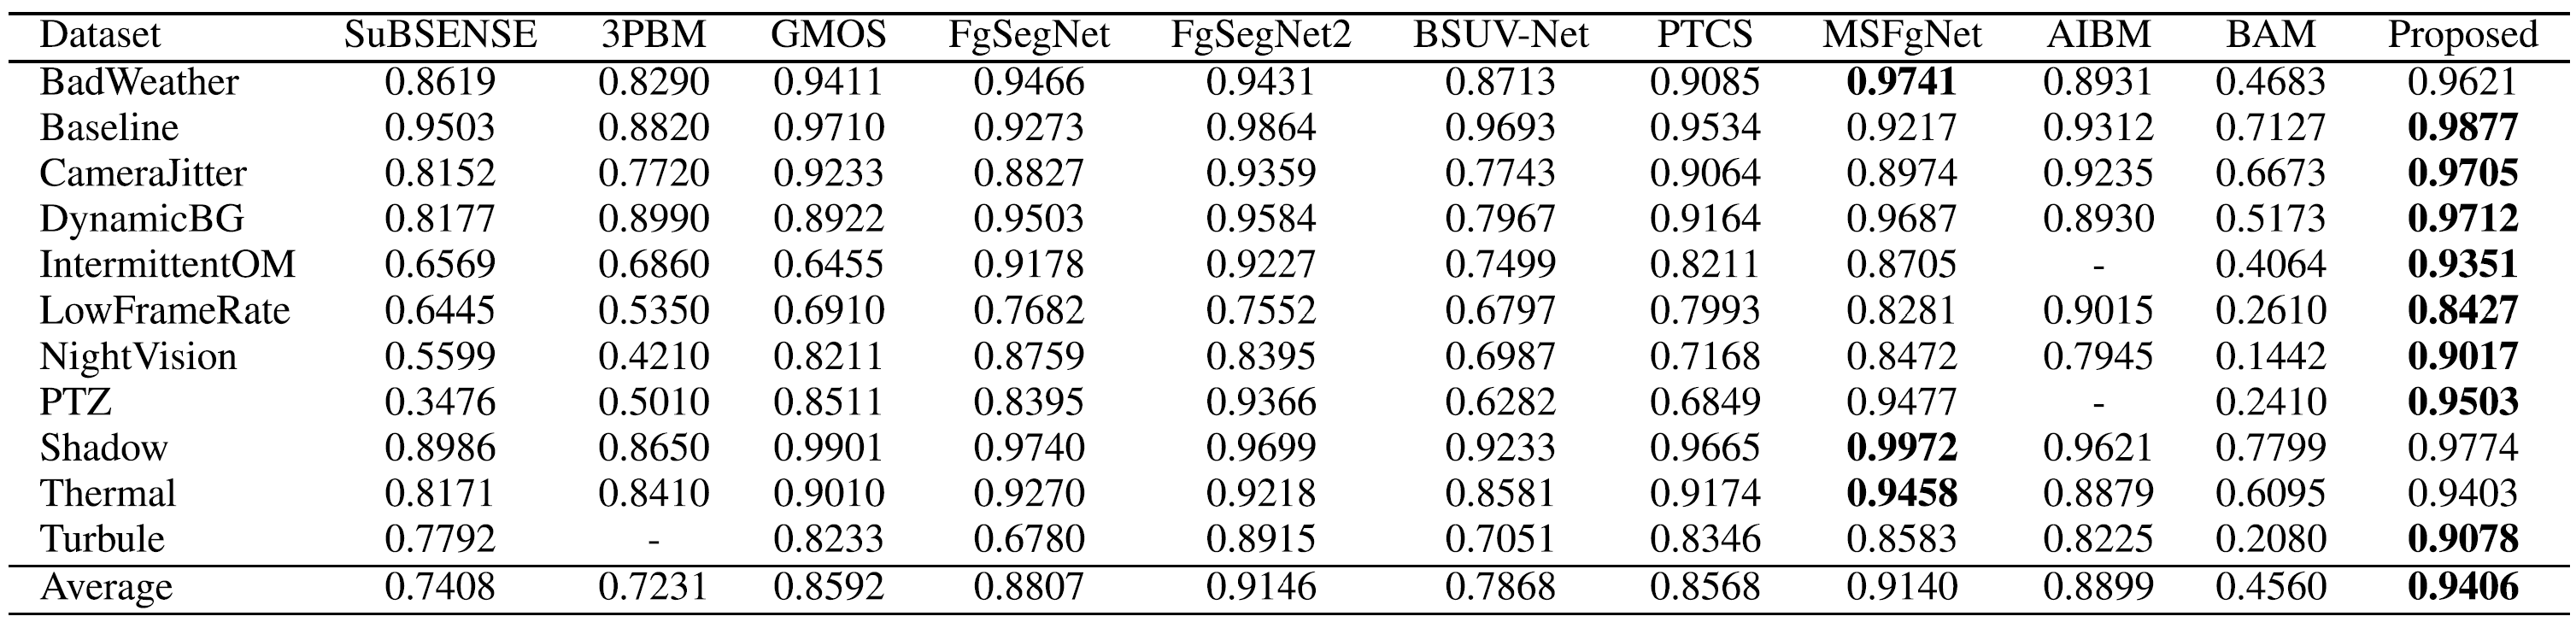 Dataset SuBSENSE 3PBM GMOS FgSegNet FgSegNet2 BSUV-Net PTCS MSFgNet AIBM BAM Proposed
BadWeather 0.8619 0.8290 0.9411 0.9466 0.9431 0.8713 0.9085 0.9741 0.8931 0.4683 0.9621
Baseline 0.9503 0.8820 0.9710 0.9273 0.9864 0.9693 0.9534 0.9217 0.9312 0.7127 0.9877
CameraJitter 0.8152 0.7720 0.9233 0.8827 0.9359 0.7743 0.9064 0.8974 0.9235 0.6673 0.9705
DynamicBG 0.8177 0.8990 0.8922 0.9503 0.9584 0.7967 0.9164 0.9687 0.8930 0.5173 0.9712
IntermittentOM 0.6569 0.6860 0.6455 0.9178 0.9227 0.7499 0.8211 0.8705 - 0.4064 0.9351
LowFrameRate 0.6445 0.5350 0.6910 0.7682 0.7552 0.6797 0.7993 0.8281 0.9015 0.2610 0.8427
NightVision 0.5599 0.4210 0.8211 0.8759 0.8395 0.6987 0.7168 0.8472 0.7945 0.1442 0.9017
PTZ 0.3476 0.5010 0.8511 0.8395 0.9366 0.6282 0.6849 0.9477 - 0.2410 0.9503
Shadow 0.8986 0.8650 0.9901 0.9740 0.9699 0.9233 0.9665 0.9972 0.9621 0.7799 0.9774
Thermal 0.8171 0.8410 0.9010 0.9270 0.9218 0.8581 0.9174 0.9458 0.8879 0.6095 0.9403
Turbule 0.7792 - 0.8233 0.6780 0.8915 0.7051 0.8346 0.8583 0.8225 0.2080 0.9078
Average 0.7408 0.7231 0.8592 0.8807 0.9146 0.7868 0.8568 0.9140 0.8899 0.4560 0.9406